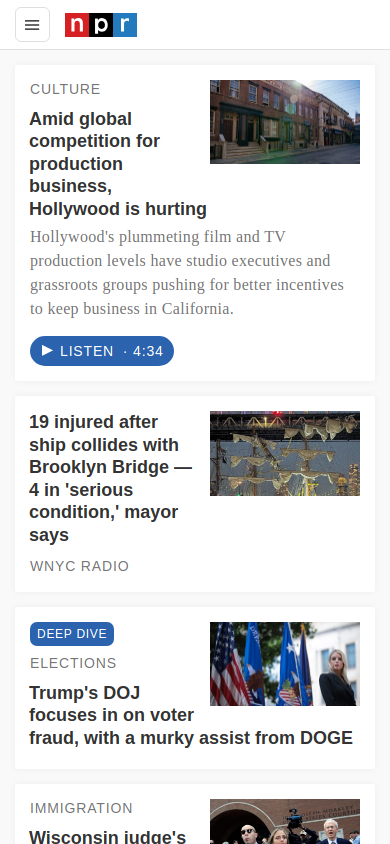 npr
CULTURE
Amid global
competition for
production
business,
Hollywood is hurting
Hollywood's plummeting film and TV
production levels have studio executives and
grassroots groups pushing for better incentives
to keep business in California.
LISTEN · 4:34
19 injured after
ship collides with
Brooklyn Bridge —
4 in 'serious
condition,' mayor
says
WNYC RADIO
DEEP DIVE
ELECTIONS
Trump's DOJ
focuses in on voter
fraud, with a murky assist from DOGE
IMMIGRATION
Wisconsin judge's